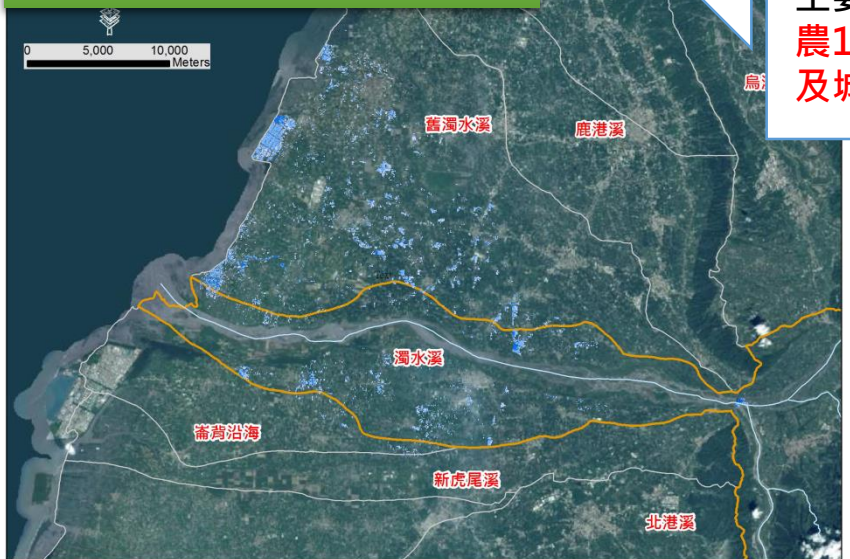 農1
及城
0 5,000 10,000
Meters
烏
舊濁水溪
鹿港溪
濁水溪
崙背沿海
新虎尾溪
北港溪